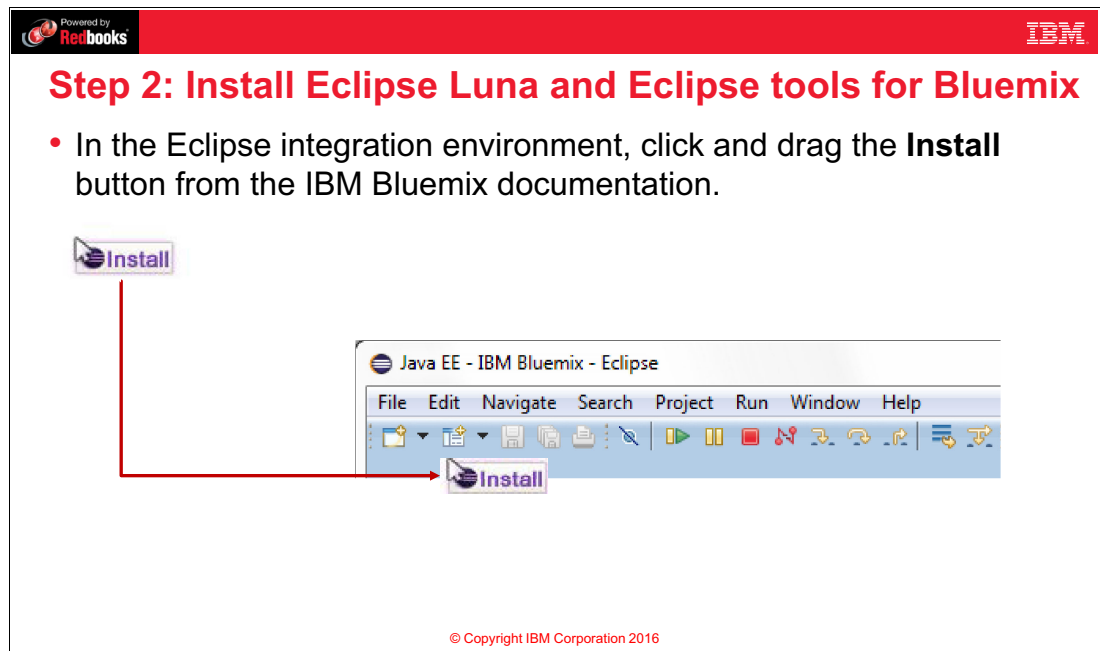 Powered by
Redbooks
IBM.
Step 2: Install Eclipse Luna and Eclipse tools for Bluemix
• In the Eclipse integration environment, click and drag the Install
button from the IBM Bluemix documentation.
Install
Java EE - IBM Bluemix - Eclipse
File Edit Navigate Search Project Run Window Help
Install
© Copyright IBM Corporation 2016